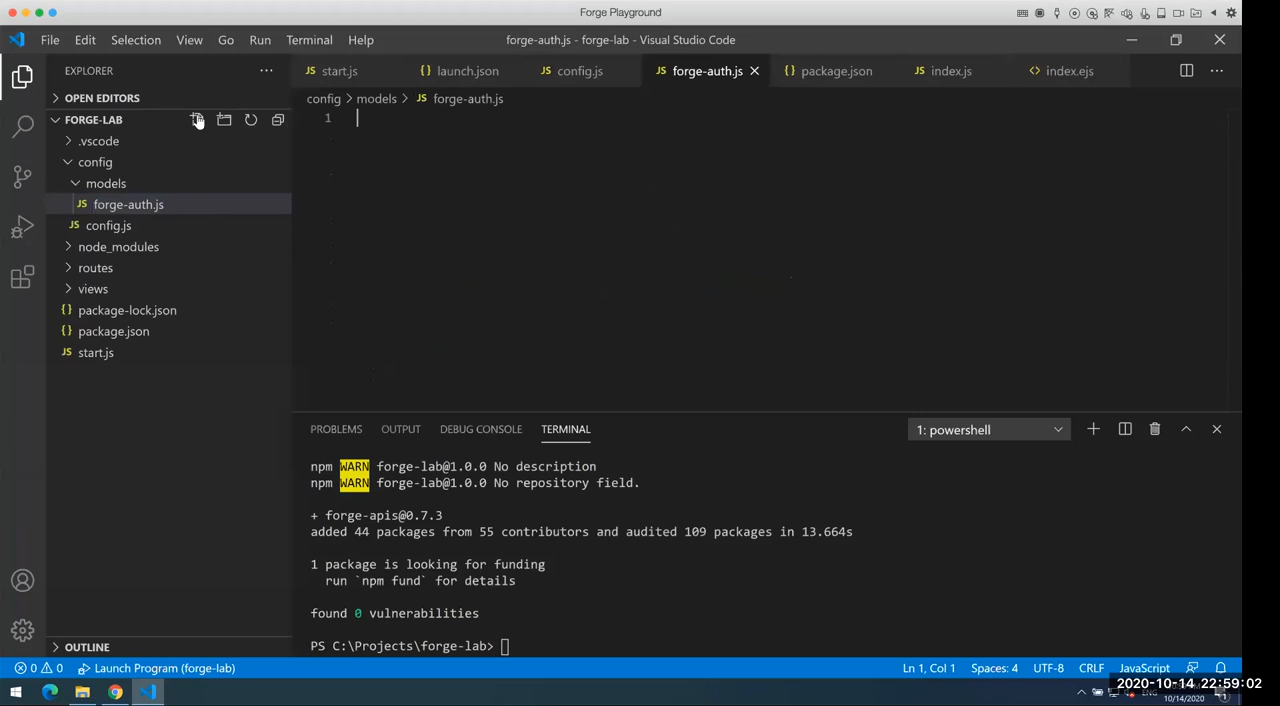 Forge Playground
File Edit Selection View Go Run Terminal Help
forge-auth.js - forge-lab - Visual Studio Code
EXPLORER
start.js
launch.json
config.js
forge-auth.js
package.json
index.js
index.ejs
OPEN EDITORS
config > models > forge-auth.js
FORGE-LAB
1
.vscode
config
models
forge-auth.js
config.js
node_modules
routes
views
package-lock.json
package.json
start.js
PROBLEMS OUTPUT DEBUG CONSOLE TERMINAL
1: powershell
npm WARN forge-lab@1.0.0 No description
npm WARN forge-lab@1.0.0 No repository field.
+ forge-apis@0.7.3
added 44 packages from 55 contributors and audited 109 packages in 13.664s
1 package is looking for funding
run `npm fund` for details
found 0 vulnerabilities
PS C:\Projects\forge-lab>
OUTLINE
0 0 Launch Program (forge-lab)
Ln 1, Col 1 Spaces: 4 UTF-8 CRLF JavaScript
2020-10-14 22:59:02
ENG
10/14/2020